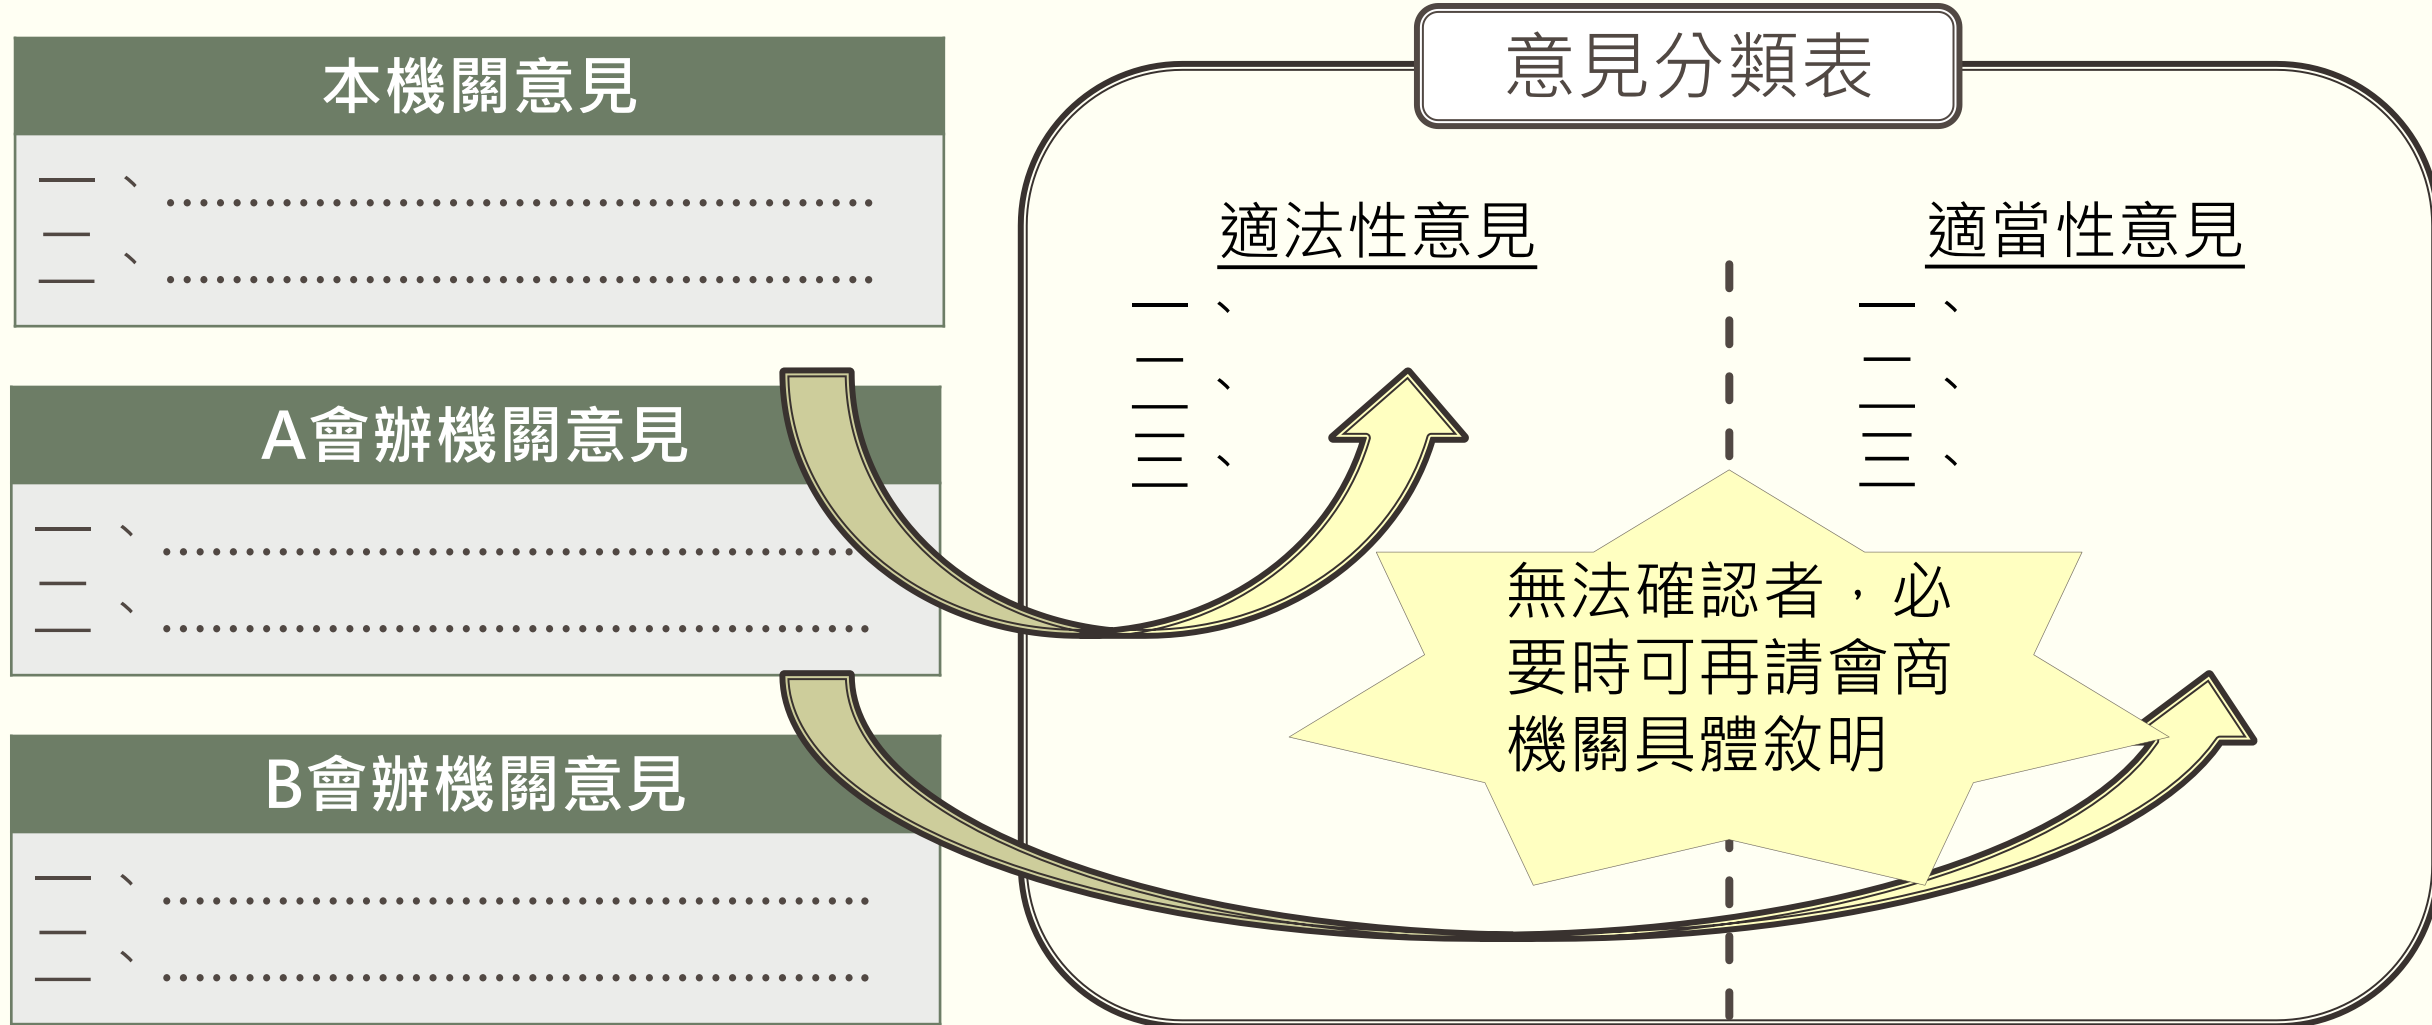 本機關意見
一、..........................................
二、..........................................
A會辦機關意見
一、..........................................
二、..........................................
B會辦機關意見
一、..........................................
二、..........................................
意見分類表
適法性意見
一、
二、
三、
適當性意見
一、
二、
三、
無法確認者，必
要時可再請會商
機關具體敘明